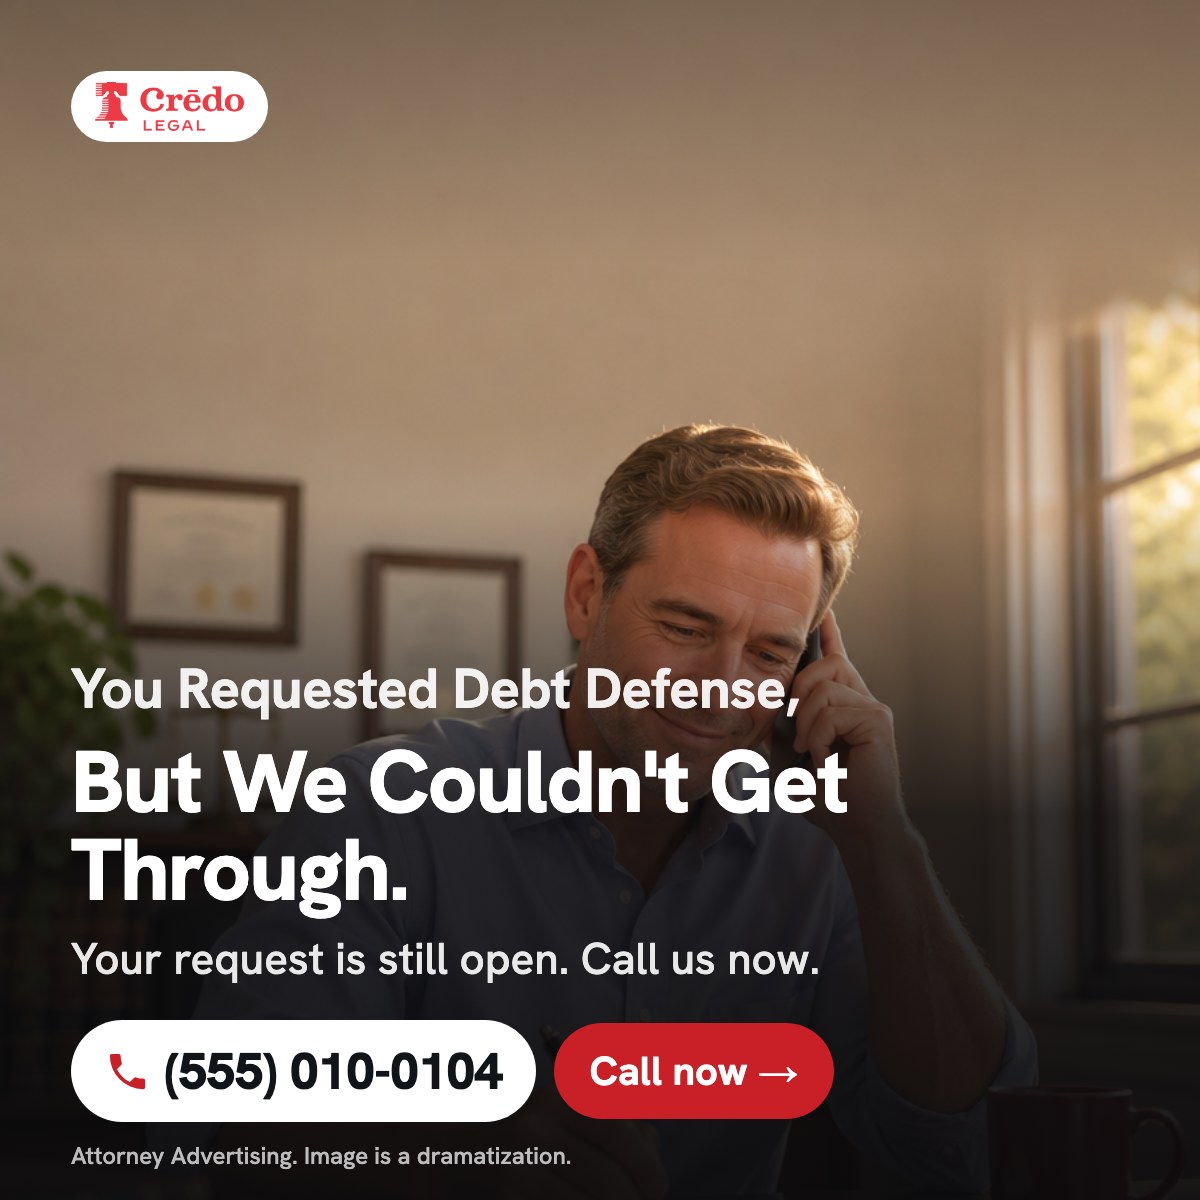 Crēdo
LEGAL
You Requested Debt Defense,
But We Couldn't Get
Through.
Your request is still open. Call us now.
(555) 010-0104
Call now →
Attorney Advertising. Image is a dramatization.